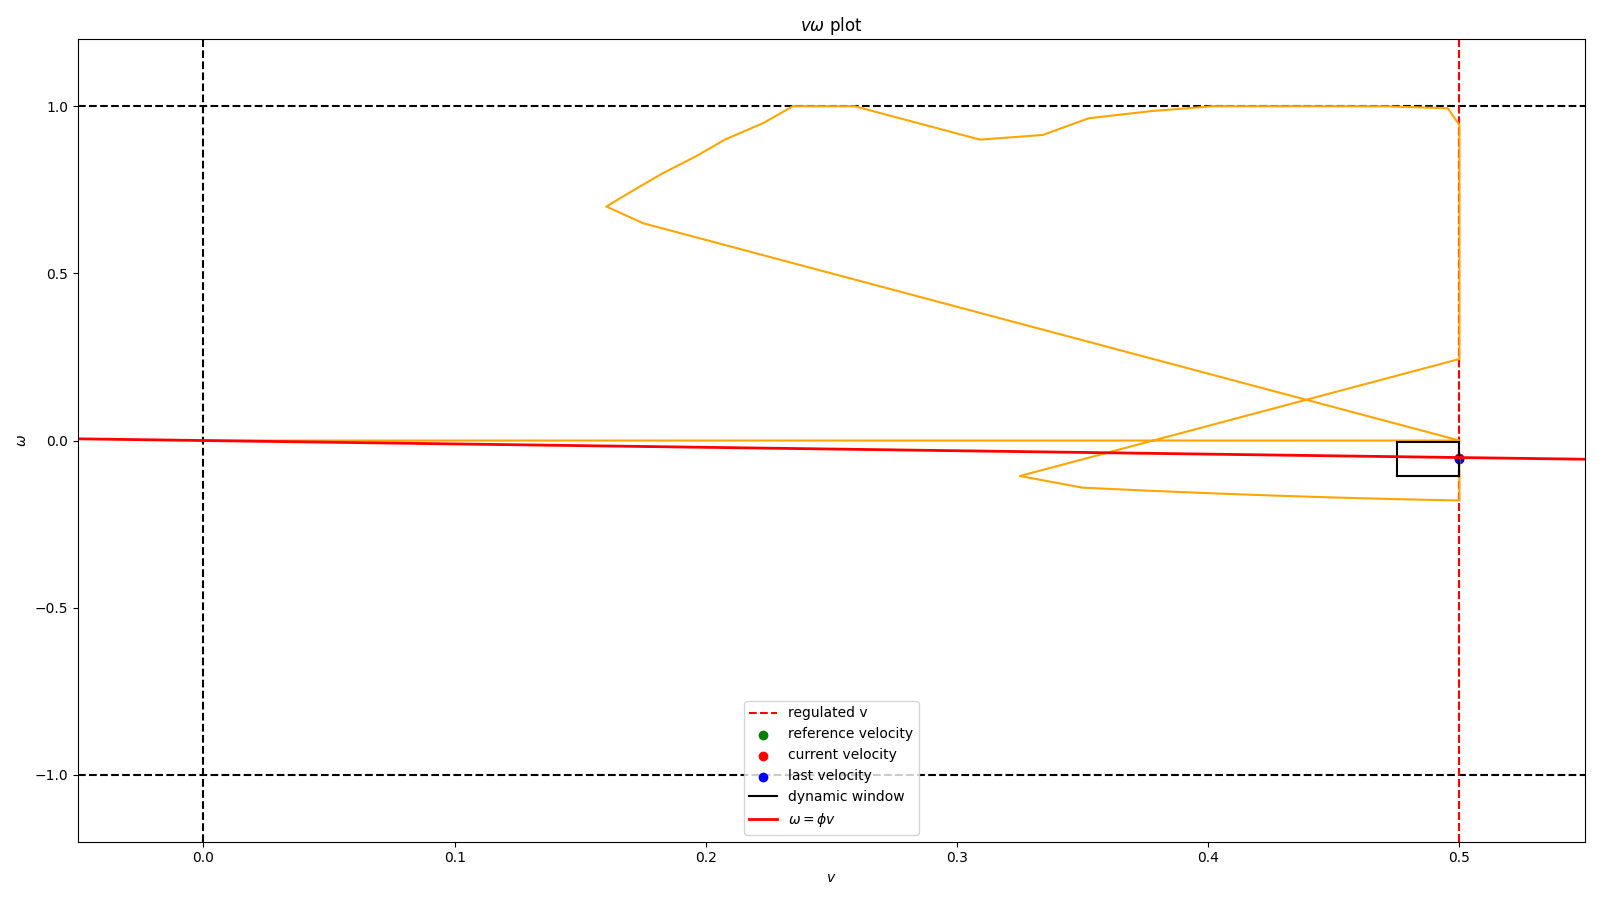 vω plot
1.0
0.5
0.0
−0.5
−1.0
ω
0.0
0.1
0.2
0.3
0.4
0.5
v
regulated v
reference velocity
current velocity
last velocity
dynamic window
ω = ϕv